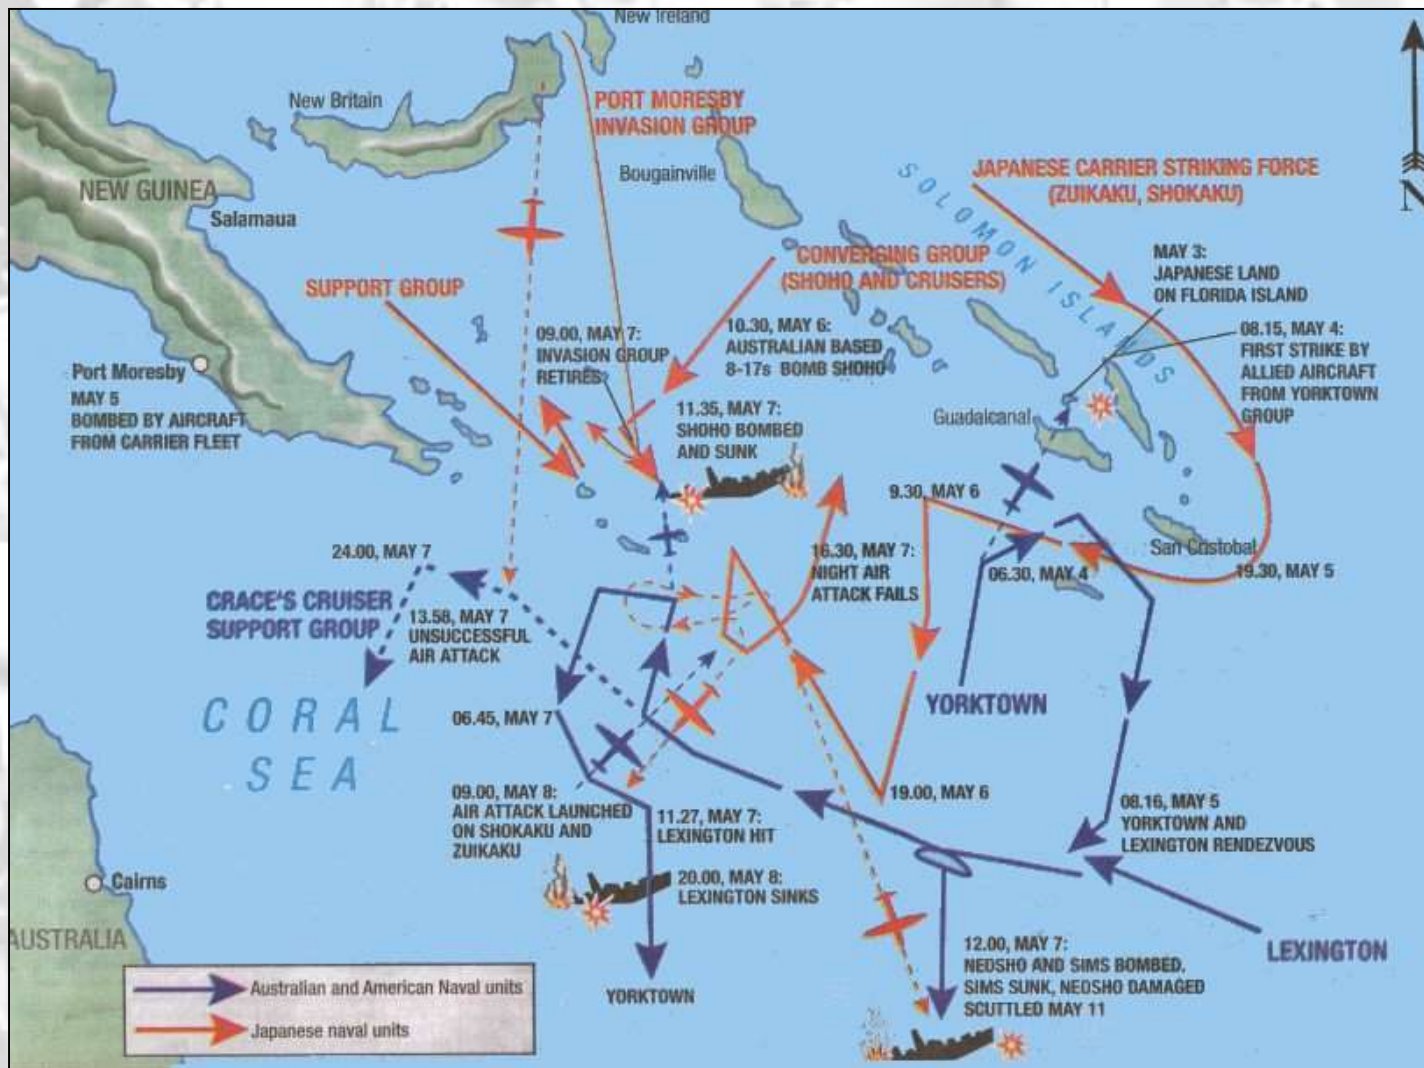 New Ireland
New Britain
PORT MORESBY
INVASION GROUP
Bougainville
JAPANESE CARRIER STRIKING FORCE
(ZUIKAKU, SHOKAKU)
NEW GUINEA
Salamaua
N
SOLOMON ISLANDS
CONVERGING GROUP
(SHOHO AND CRUISERS)
MAY 3:
JAPANESE LAND
ON FLORIDA ISLAND
SUPPORT GROUP
09.00, MAY 7:
INVASION GROUP
RETIRES
10.30, MAY 6:
AUSTRALIAN BASED
8-17s BOMB SHOHO
08.15, MAY 4:
FIRST STRIKE BY
ALLIED AIRCRAFT
FROM YORKTOWN
GROUP
Port Moresby
MAY 5
BOMBED BY AIRCRAFT
FROM CARRIER FLEET
11.35, MAY 7:
SHOHO BOMBED
AND SUNK
Guadalcanal
9.30, MAY 6
San Cristobal
24.00, MAY 7
16.30, MAY 7:
NIGHT AIR
ATTACK FAILS
06.30, MAY 4
19.30, MAY 5
CRACE'S CRUISER
SUPPORT GROUP
13.58, MAY 7
UNSUCCESSFUL
AIR ATTACK
YORKTOWN
CORAL
SEA
06.45, MAY 7
09.00, MAY 8:
AIR ATTACK LAUNCHED
ON SHOKAKU AND
ZUIKAKU
11.27, MAY 7:
LEXINGTON HIT
19.00, MAY 6
08.16, MAY 5
YORKTOWN AND
LEXINGTON RENDEZVOUS
Cairns
20.00, MAY 8:
LEXINGTON SINKS
AUSTRALIA
LEXINGTON
12.00, MAY 7:
NEOSHO AND SIMS BOMBED.
SIMS SUNK, NEOSHO DAMAGED
SCUTTLED MAY 11
YORKTOWN
Australian and American Naval units
Japanese naval units